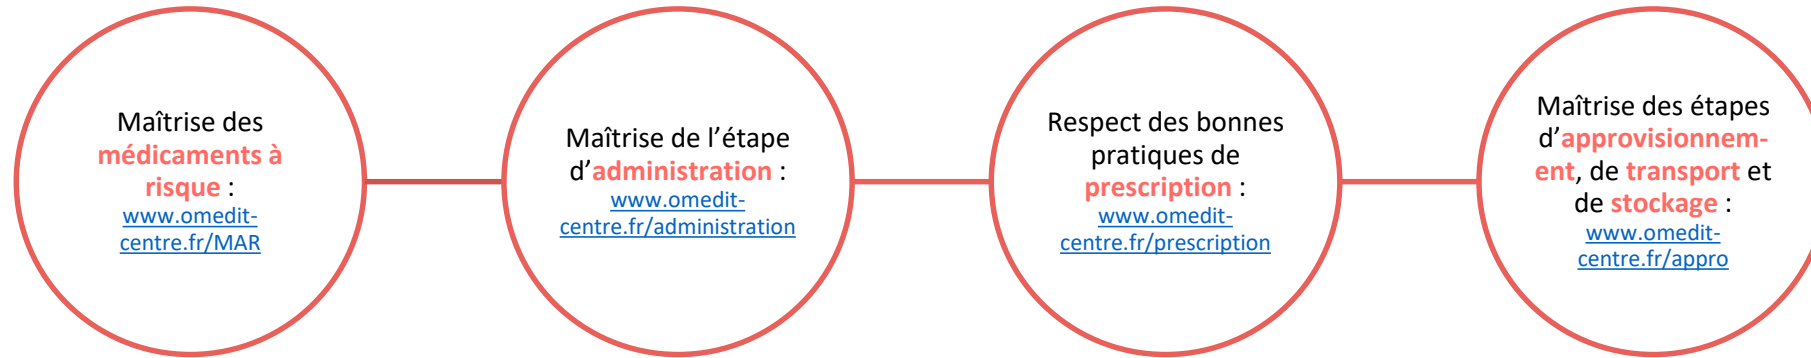 Maîtrise des
médicaments à
risque :
www.omedit-
centre.fr/MAR
Maîtrise de l’étape
d’administration :
www.omedit-
centre.fr/administration
Respect des bonnes
pratiques de
prescription :
www.omedit-
centre.fr/prescription
Maîtrise des étapes
d’approvisionnem-
ent, de transport et
de stockage :
www.omedit-
centre.fr/appro